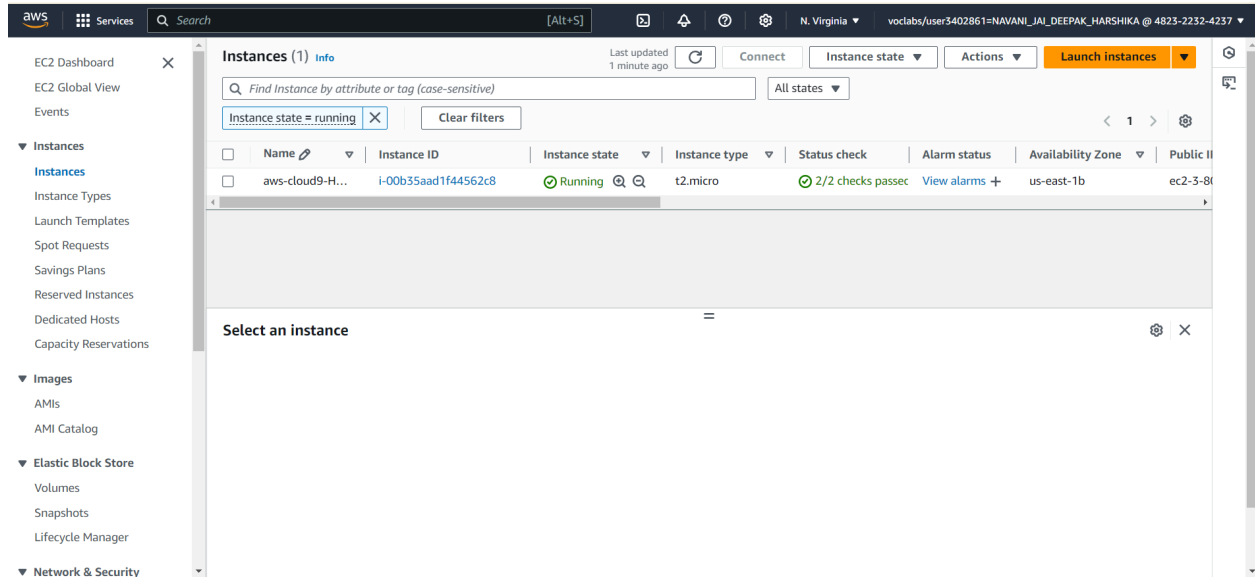 aws Services Search [Alt+S] N. Virginia voclabs/user3402861=NAVANI_JAI_DEEPAK_HARSHIKA @ 4823-2232-4237
EC2 Dashboard
EC2 Global View
Events
Instances
Instances
Instance Types
Launch Templates
Spot Requests
Savings Plans
Reserved Instances
Dedicated Hosts
Capacity Reservations
Images
AMIs
AMI Catalog
Elastic Block Store
Volumes
Snapshots
Lifecycle Manager
Network & Security
Instances (1) Info
Last updated
1 minute ago
Connect Instance state Actions Launch instances
Find Instance by attribute or tag (case-sensitive) All states
Instance state = running Clear filters 1
Name Instance ID Instance state Instance type Status check Alarm status Availability Zone Public
aws-cloud9-H... i-00b35aad1f44562c8 Running t2.micro 2/2 checks passec View alarms us-east-1b ec2-3-8
Select an instance